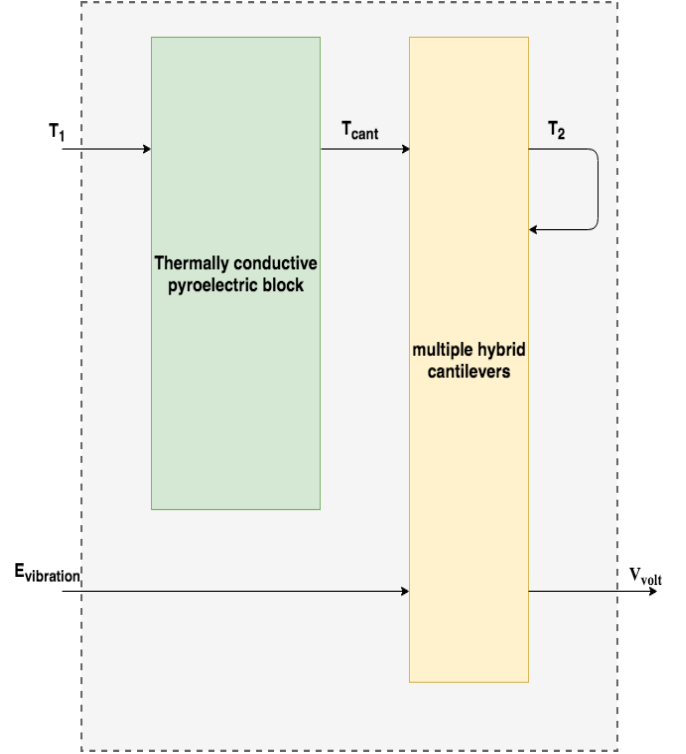 T1
Tcant
T2
Thermally conductive
pyroelectric block
multiple hybrid
cantilevers
Evibration
Vvolt